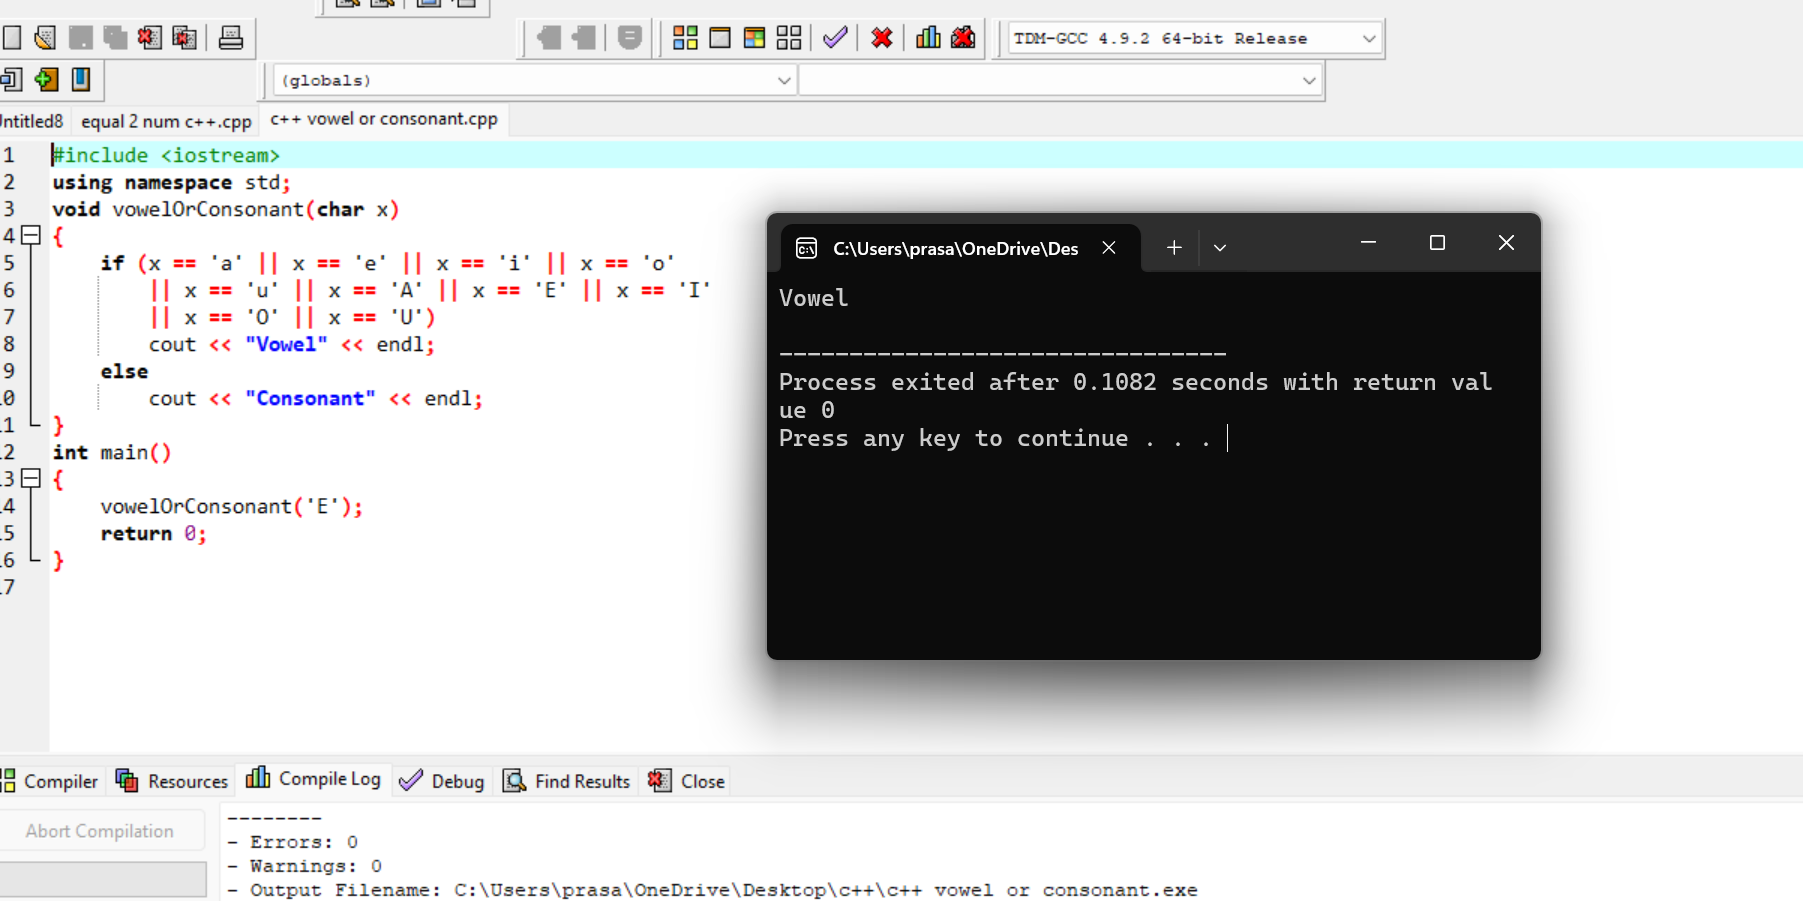 TDM-GCC 4.9.2 64-bit Release
(globals)
ntitled8 equal 2 num c++.cpp c++ vowel or consonant.cpp
1 #include <iostream>
2 using namespace std;
3 void vowelOrConsonant(char x)
4 {
5 if (x == 'a' || x == 'e' || x == 'i' || x == 'o'
6 || x == 'u' || x == 'A' || x == 'E' || x == 'I'
7 || x == 'O' || x == 'U')
8 cout << "Vowel" << endl;
9 else
0 cout << "Consonant" << endl;
1 }
2 int main()
3 {
4 vowelOrConsonant('E');
5 return 0;
6 }
7
C:\Users\prasa\OneDrive\Des
Vowel
--------------------------------
Process exited after 0.1082 seconds with return val
ue 0
Press any key to continue . . .
Compiler Resources Compile Log Debug Find Results Close
Abort Compilation
--------
- Errors: 0
- Warnings: 0
- Output Filename: C:\Users\prasa\OneDrive\Desktop\c++\c++ vowel or consonant.exe